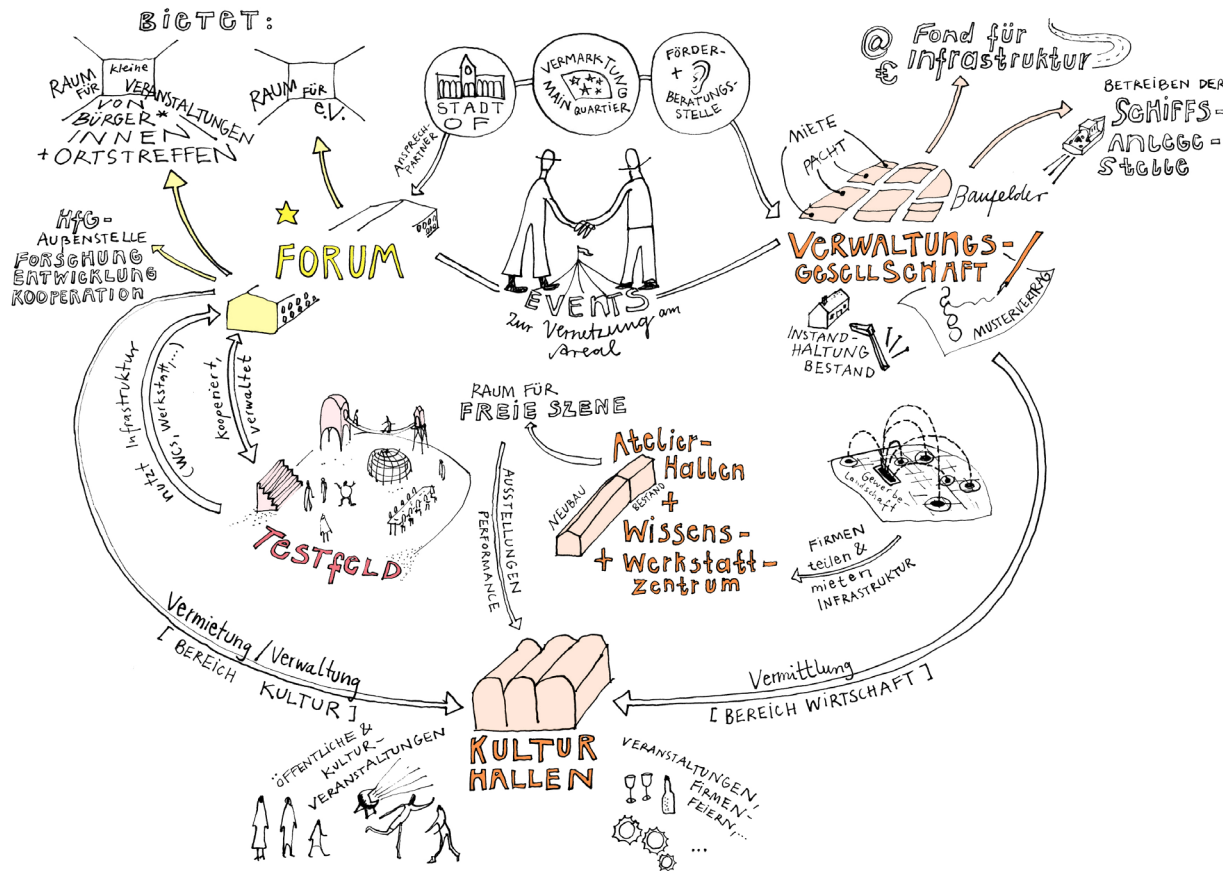 BIETET:
RAUM FÜR
kleine
VERANSTALTUNGEN
VON
BÜRGER*
INNEN
+ ORTSTREFFEN
RAUM FÜR
e.V.
STADT
OF
VERMARKTUNG
MAIN QUARTIER
FÖRDER-
+
BERATUNGS-
STELLE
ANSPRECH-
PARTNER
@ Fond für
€ Infrastruktur
BETREIBEN DER
SCHIFFS-
ANLEGE-
STELLE
MIETE
PACHT
Baufelder
HfG-
AUßENSTELLE
FORSCHUNG
ENTWICKLUNG
KOOPERATION
FORUM
EVENTS
Zur Vernetzung am
Areal
VERWALTUNGS-
GESELLSCHAFT
MUSTERVERTRAG
INSTAND-
HALTUNG
BESTAND
nutzt Infrastruktur
(WCs, Werkstatt,...)
kooperiert,
verwaltet
TESTFELD
RAUM FÜR
FREIE SZENE
AUSSTELLUNGEN
PERFORMANCE
Atelier-
Hallen
+
Wissens-
+ Werkstatt-
zentrum
NEUBAU
BESTAND
Gewerbe-
landschaft
FIRMEN
teilen &
mieten
INFRASTRUKTUR
Vermietung / Verwaltung
[ BEREICH KULTUR ]
Vermittlung
[ BEREICH WIRTSCHAFT ]
KULTUR
HALLEN
ÖFFENTLICHE &
KULTUR-
VERANSTALTUNGEN
VERANSTALTUNGEN,
FIRMEN-
FEIERN,...
...